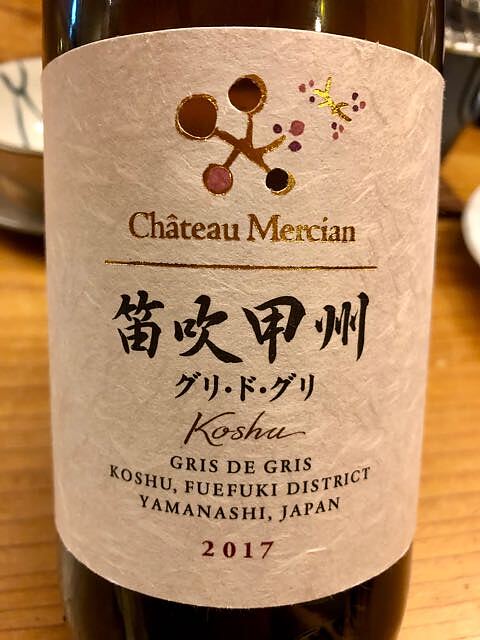 Château Mercian
笛吹甲州
グリ・ド・グリ
Koshu
GRIS DE GRIS
KOSHU, FUEFUKI DISTRICT
YAMANASHI, JAPAN
2017